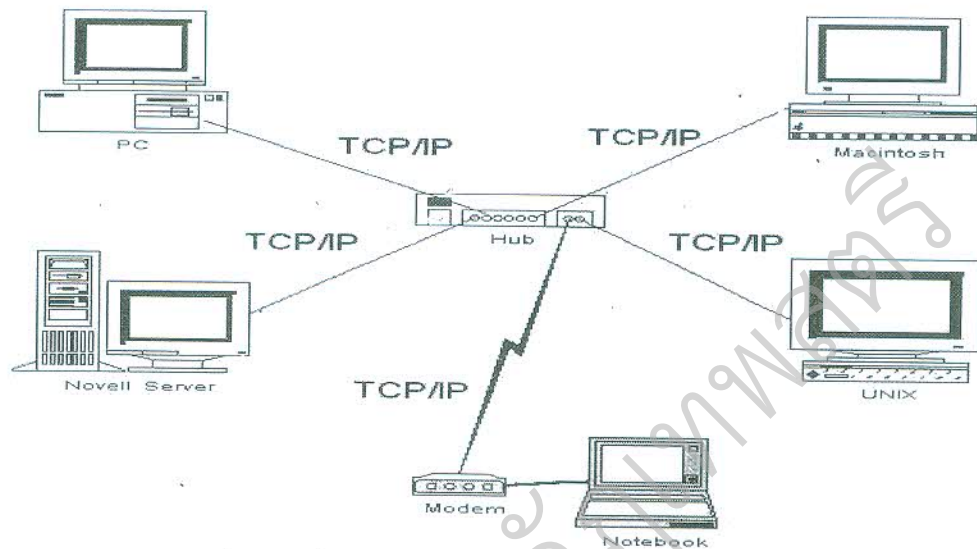 PC
TCP/IP
TCP/IP
Macintosh
TCP/IP
Hub
TCP/IP
Novell Server
TCP/IP
UNIX
Modem
Notebook